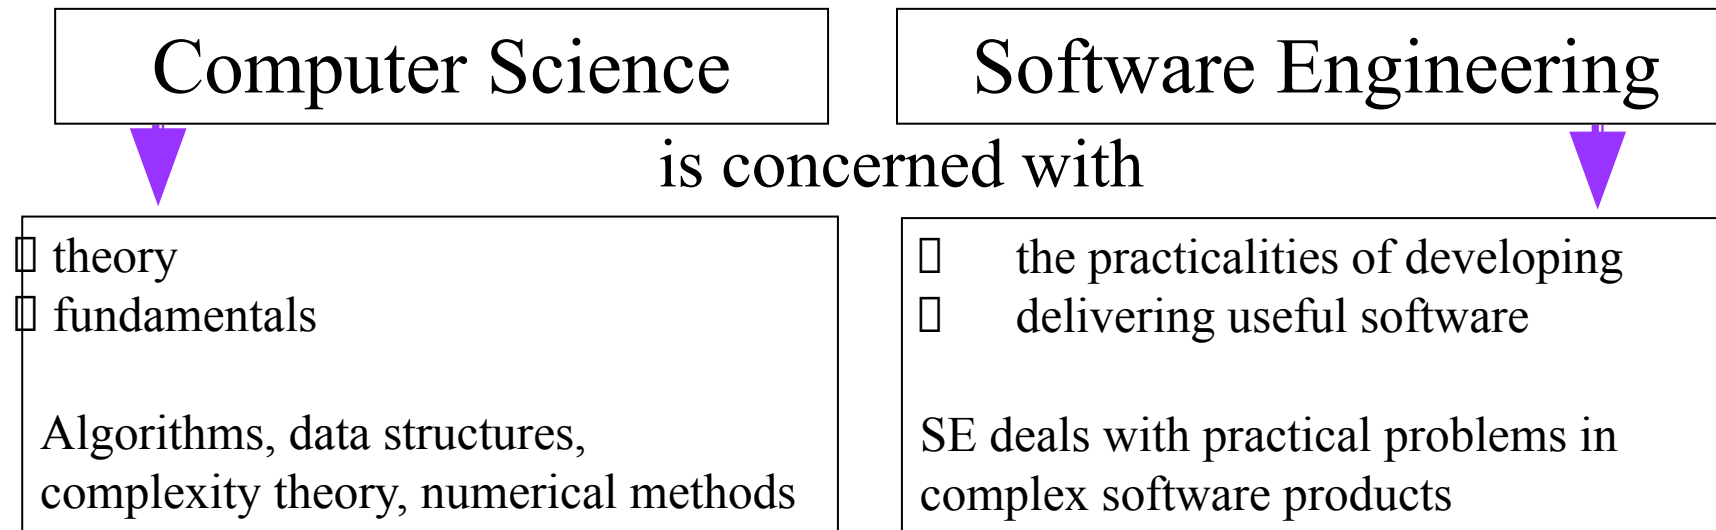 Computer Science
Software Engineering
is concerned with
theory
fundamentals
Algorithms, data structures,
complexity theory, numerical methods
the practicalities of developing
delivering useful software
SE deals with practical problems in
complex software products